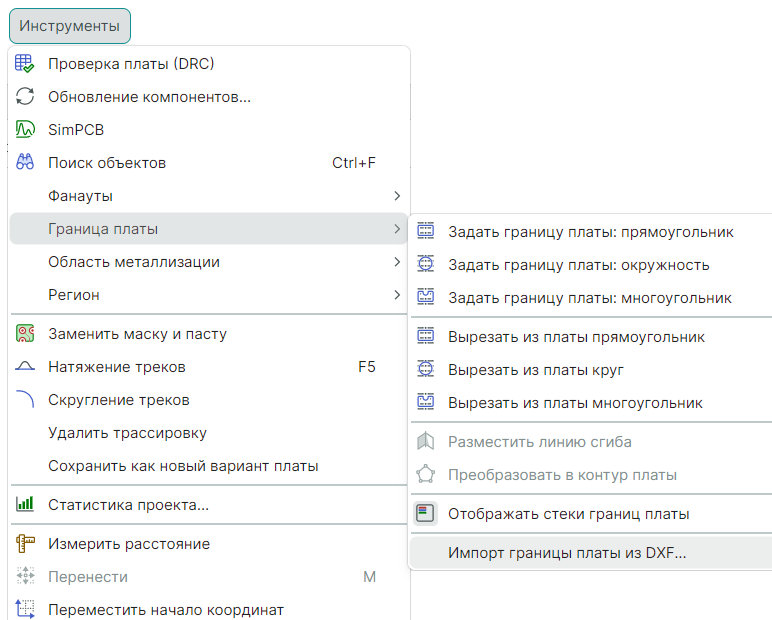 Инструменты
Проверка платы (DRC)
Обновление компонентов...
SimPCB
Поиск объектов Ctrl+F
Фанауты
Граница платы
Область металлизации
Регион
Заменить маску и пасту
Натяжение треков F5
Скругление треков
Удалить трассировку
Сохранить как новый вариант платы
Статистика проекта...
Измерить расстояние
Перенести M
Переместить начало координат
Задать границу платы: прямоугольник
Задать границу платы: окружность
Задать границу платы: многоугольник
Вырезать из платы прямоугольник
Вырезать из платы круг
Вырезать из платы многоугольник
Разместить линию сгиба
Преобразовать в контур платы
Отображать стеки границ платы
Импорт границы платы из DXF...